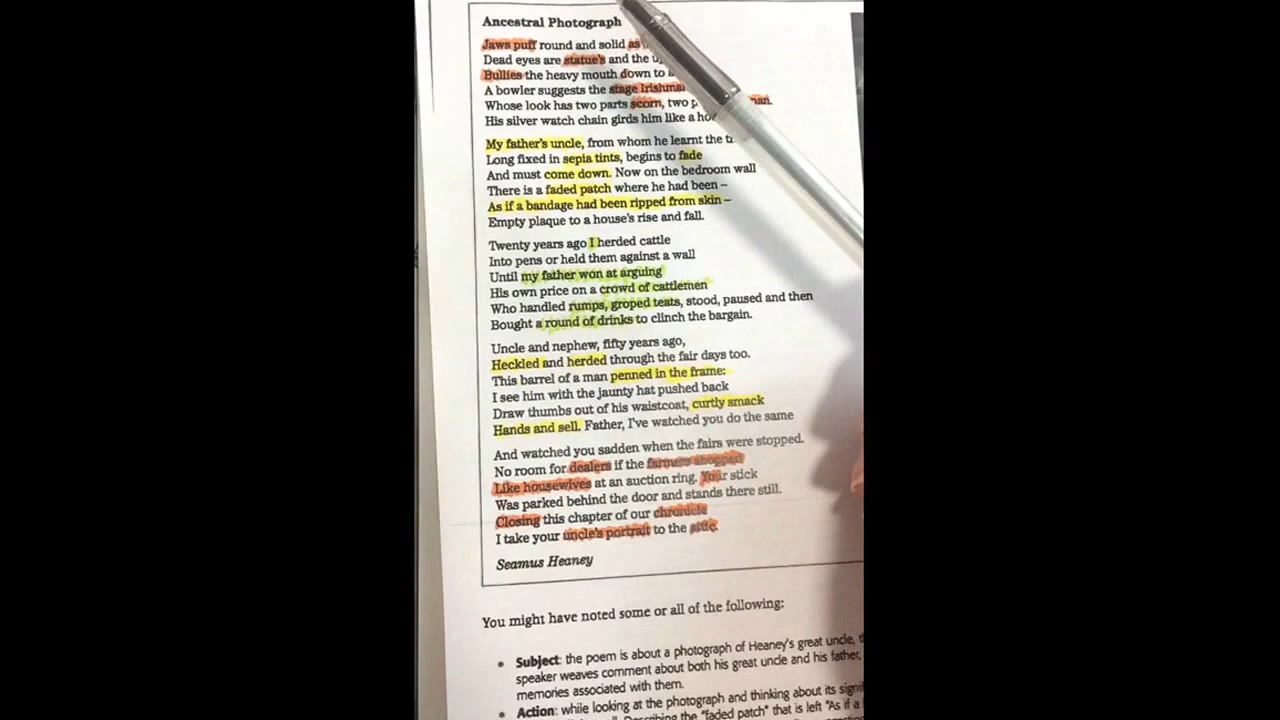 Ancestral Photograph
Jaws puff round and solid as
Dead eyes are statue's and the
Bullies the heavy mouth down to
A bowler suggests the stage
Whose look has two parts scorn, two
His silver watch chain girds him like a
My father's uncle, from whom he learnt the
Long fixed in sepia tints, begins to fade
And must come down. Now on the bedroom wall
There is a faded patch where he had been –
As if a bandage had been ripped from skin –
Empty plaque to a house's rise and fall.
Twenty years ago I herded cattle
Into pens or held them against a wall
Until my father won at arguing
His own price on a crowd of cattlemen
Who handled rumps, groped teats, stood, paused and then
Bought a round of drinks to clinch the bargain.
Uncle and nephew, fifty years ago,
Heckled and herded through the fair days too.
This barrel of a man penned in the frame:
I see him with the jaunty hat pushed back
Draw thumbs out of his waistcoat, curtly smack
Hands and sell. Father, I've watched you do the same
And watched you sadden when the fairs were stopped.
No room for dealers if the farmers shopped
Like housewives at an auction ring. Your stick
Was parked behind the door and stands there still.
Closing this chapter of our chronicle
I take your uncle's portrait to the attic.
Seamus Heaney
You might have noted some or all of the following:
• Subject: the poem is about a photograph of Heaney's great uncle,
speaker weaves comment about both his great uncle and his father,
memories associated with them.
• Action: while looking at the photograph and thinking about its
Describing the "faded patch" that is left "As if a